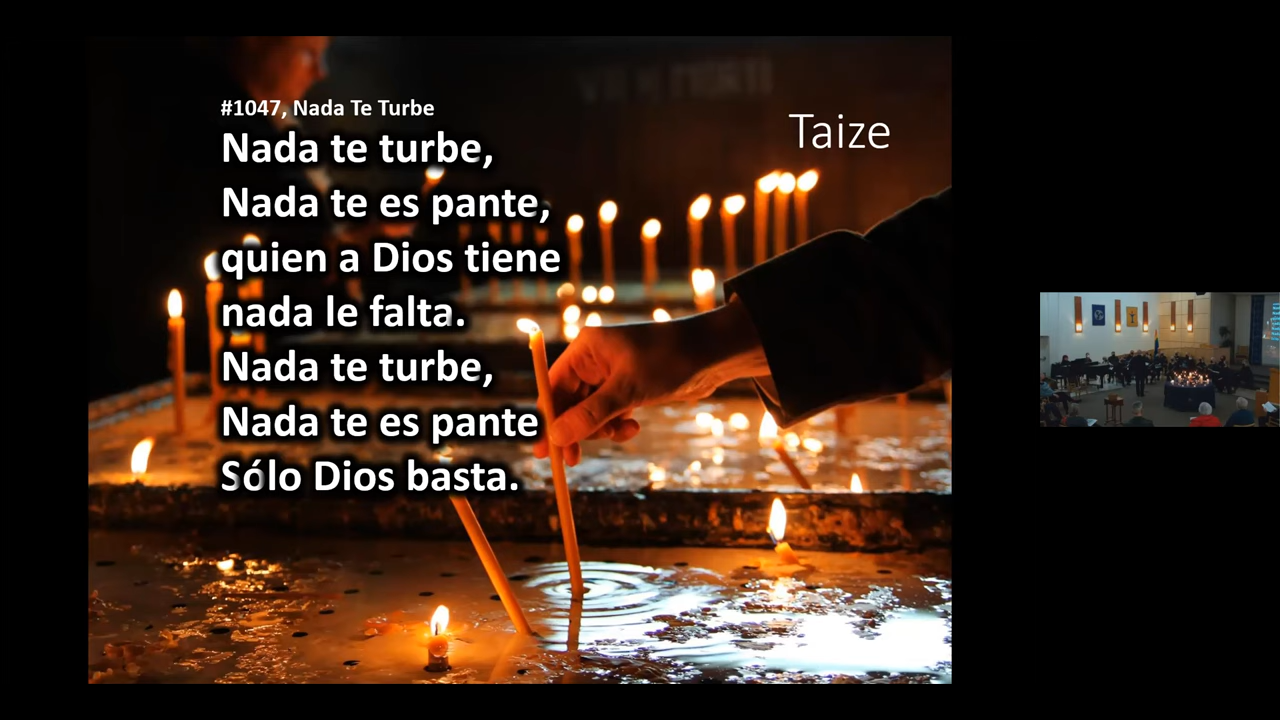 #1047, Nada Te Turbe
Taize
Nada te turbe,
Nada te es pante,
quien a Dios tiene
nada le falta.
Nada te turbe,
Nada te es pante
Sólo Dios basta.